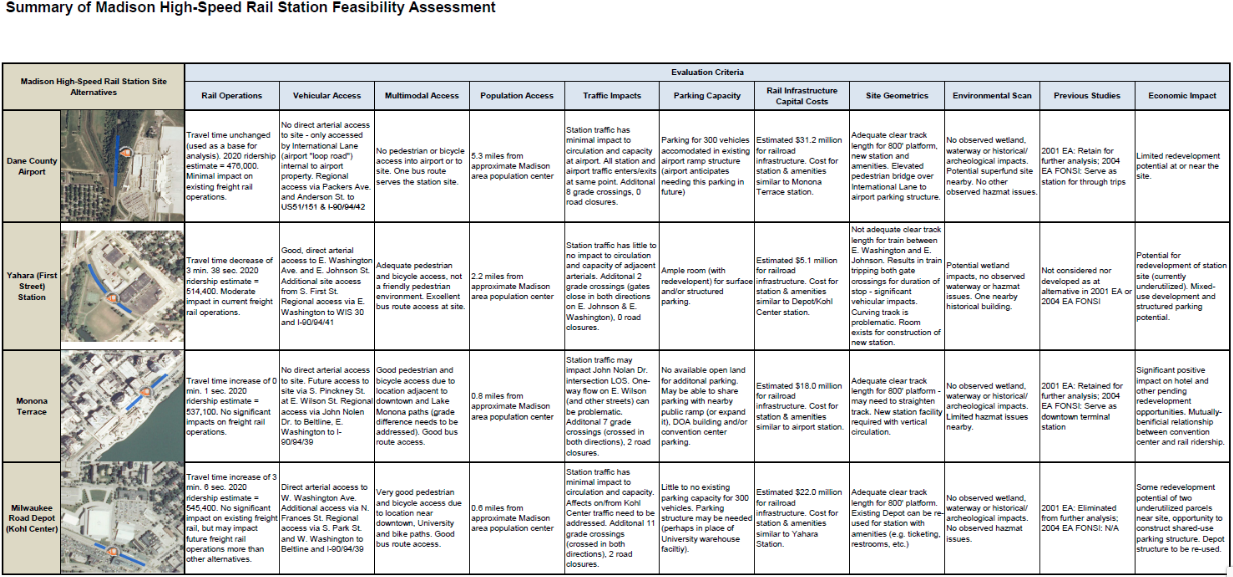 Summary of Madison High-Speed Rail Station Feasibility Assessment
Madison High-Speed Rail Station Site
Alternatives
Evaluation Criteria
Rail Operations
Vehicular Access
Multimodal Access
Population Access
Traffic Impacts
Parking Capacity
Rail Infrastructure
Capital Costs
Site Geometrics
Environmental Scan
Previous Studies
Economic Impact
Dane County
Airport
Travel time unchanged
(used as a base for
analysis). 2020 ridership
estimate = 476,000.
Minimal impact on
existing freight rail
operations.
No direct arterial access
to site - only accessed
by International Lane
(airport "loop road")
internal to airport
property. Regional
access via Packers Ave.
and Anderson St. to
US51/151 & I-90/94/42
No pedestrian or bicycle
access into airport or to
site. One bus route
serves the station site.
5.3 miles from
approximate Madison
area population center
Station traffic has
minimal impact to
circulation and capacity
at airport. All station and
airport traffic enters/exits
at same point. Additonal
8 grade crossings, 0
road closures.
Parking for 300 vehicles
accomodated in existing
airport ramp structure
(airport anticipates
needing this parking in
future)
Estimated $31.2 million
for railroad
infrastructure. Cost for
station & amenities
similar to Monona
Terrace station.
Adequate clear track
length for 800' platform,
new station and
amenities. Elevated
pedestrian bridge over
International Lane to
airport parking structure.
No observed wetland,
waterway or historical/
archeological impacts.
Potential superfund site
nearby. No other
observed hazmat issues.
2001 EA: Retain for
further analysis; 2004
EA FONSI: Serve as
station for through trips
Limited redevelopment
potential at or near the
site.
Yahara (First
Street)
Station
Travel time decrease of
3 min. 38 sec. 2020
ridership estimate =
514,400. Moderate
impact in current freight
rail operations.
Good, direct arterial
access to E. Washington
Ave. and E. Johnson St.
Additional site access
from S. First St.
Regional access via E.
Washington to WIS 30
and I-90/94/41
Adequate pedestrian
and bicycle access, not
a friendly pedestrian
environment. Excellent
bus route access at site.
2.2 miles from
approximate Madison
area population center
Station traffic has little to
no impact to circulation
and capacity of adjacent
arterials. Additonal 2
grade crossings (gates
close in both directions
on E. Johnson & E.
Washington), 0 road
closures.
Ample room (with
redevelopent) for surface
and/or structured
parking.
Estimated $5.1 million
for railroad
infrastructure. Cost for
station & amenities
similar to Depot/Kohl
Center station.
Not adequate clear track
length for train between
E. Washington and E.
Johnson. Results in train
tripping both gate
crossings for duration of
stop - significant
vehicular impacts.
Curving track is
problematic. Room
exists for construction of
new station.
Potential wetland
impacts, no observed
waterway or hazmat
issues. One nearby
historical building.
Not considered nor
developed as at
alternative in 2001 EA or
2004 EA FONSI
Potential for
redevelopment of station
site (currently
underutilized). Mixed-
use development and
structured parking
potential.
Monona
Terrace
Travel time increase of 0
min. 1 sec. 2020
ridership estimate =
537,100. No significant
impacts on freight rail
operations.
No direct arterial access
to site. Future access to
site via S. Pinckney St.
at E. Wilson St. Regional
access via John Nolen
Dr. to Beltline, E.
Washington to I-
90/94/39
Good pedestrian and
bicycle access due to
location adjacent to
downtown and Lake
Monona paths (grade
difference needs to be
addressed). Good bus
route access.
0.8 miles from
approximate Madison
area population center
Station traffic may
impact John Nolan Dr.
intersection LOS. One-
way flow on E. Wilson
(and other streets) can
be problematic.
Additonal 7 grade
crossings (crossed in
both directions), 2 road
closures.
No available open land
for additonal parking.
May be able to share
parking with nearby
public ramp (or expand
it). DOA building and/or
convention center
parking.
Estimated $18.0 million
for railroad
infrastructure. Cost for
station & amenities
similar to airport station.
Adequate clear track
length for 800' platform -
may need to straighten
track. New station facility
required with vertical
circulation.
No observed wetland,
waterway or historical/
archeological impacts.
Limited hazmat issues
nearby.
2001 EA: Retained for
further analysis; 2004
EA FONSI: Serve as
downtown terminal
station
Significant positive
impact on hotel and
other pending
redevelopment
opportunities. Mutually-
benificial relationship
between convention
center and rail ridership.
Milwaukee
Road Depot
(Kohl Center)
Travel time increase of 3
min. 6 sec. 2020
ridership estimate =
545,400. No significant
impact on existing freight
rail, but may impact
future freight rail
operations more than
other alternatives.
Direct arterial access to
W. Washington Ave.
Additional access via N.
Frances St. Regional
access via S. Park St.
and W. Washington to
Beltline and I-90/94/39
Very good pedestrian
and bicycle access due
to location near
downtown, University
and bike paths. Good
bus route access.
0.6 miles from
approximate Madison
area population center
Station traffic has
minimal impact to
circulation and capacity.
Affects on/from Kohl
Center traffic need to be
addressed. Additonal 11
grade crossings
(crossed in both
directions), 2 road
closures.
Little to no existing
parking capacity for 300
vehicles. Parking
structure may be needed
(perhaps in place of
University warehouse
faciltiy).
Estimated $22.0 million
for railroad
infrastructure. Cost for
station & amenities
similar to Yahara
Station.
Adequate clear track
length for 800' platform.
Existing Depot can be re-
used for station with
amenities (e.g. ticketing,
restrooms, etc.)
No observed wetland,
waterway or historical/
archeological impacts.
No observed hazmat
issues.
2001 EA: Eliminated
from further analysis;
2004 EA FONSI: N/A
Some redevelopment
potential of two
underutilized parcels
near site, opportunity to
construct shared-use
parking structure. Depot
structure to be re-used.